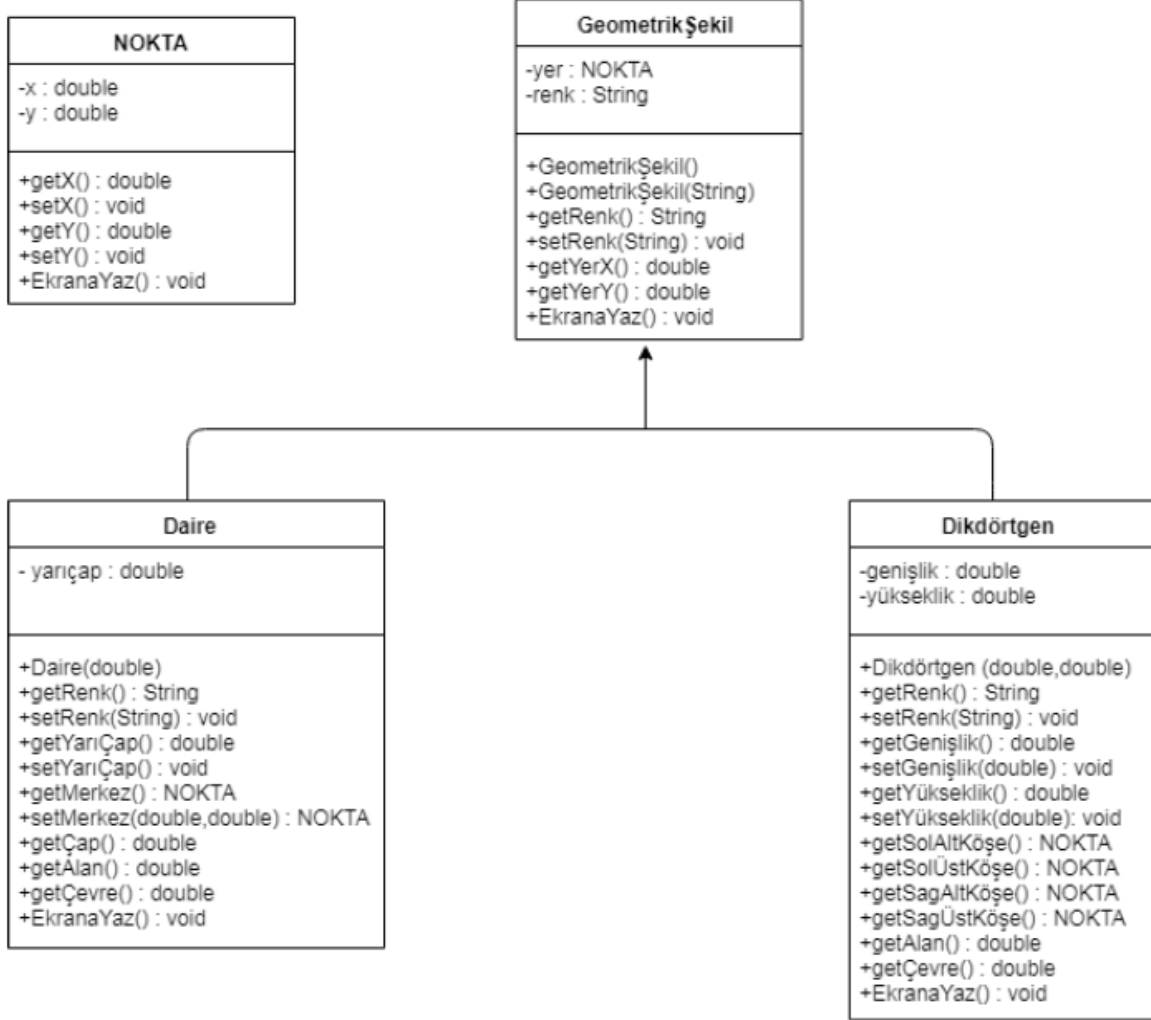 NOKTA
-x : double
-y : double
+getX() : double
+setX() : void
+getY() : double
+setY() : void
+EkranaYaz() : void
GeometrikŞekil
-yer : NOKTA
-renk : String
+GeometrikŞekil()
+GeometrikŞekil(String)
+getRenk() : String
+setRenk(String) : void
+getYerX() : double
+getYerY() : double
+EkranaYaz() : void
Daire
- yarıçap : double
+Daire(double)
+getRenk() : String
+setRenk(String) : void
+getYarıÇap() : double
+setYarıÇap() : void
+getMerkez() : NOKTA
+setMerkez(double,double) : NOKTA
+getÇap() : double
+getAlan() : double
+getÇevre() : double
+EkranaYaz() : void
Dikdörtgen
-genişlik : double
-yükseklik : double
+Dikdörtgen (double,double)
+getRenk() : String
+setRenk(String) : void
+getGenişlik() : double
+setGenişlik(double) : void
+getYükseklik() : double
+setYükseklik(double): void
+getSolAltKöşe() : NOKTA
+getSolÜstKöşe() : NOKTA
+getSagAltKöşe() : NOKTA
+getSagÜstKöşe() : NOKTA
+getAlan() : double
+getÇevre() : double
+EkranaYaz() : void